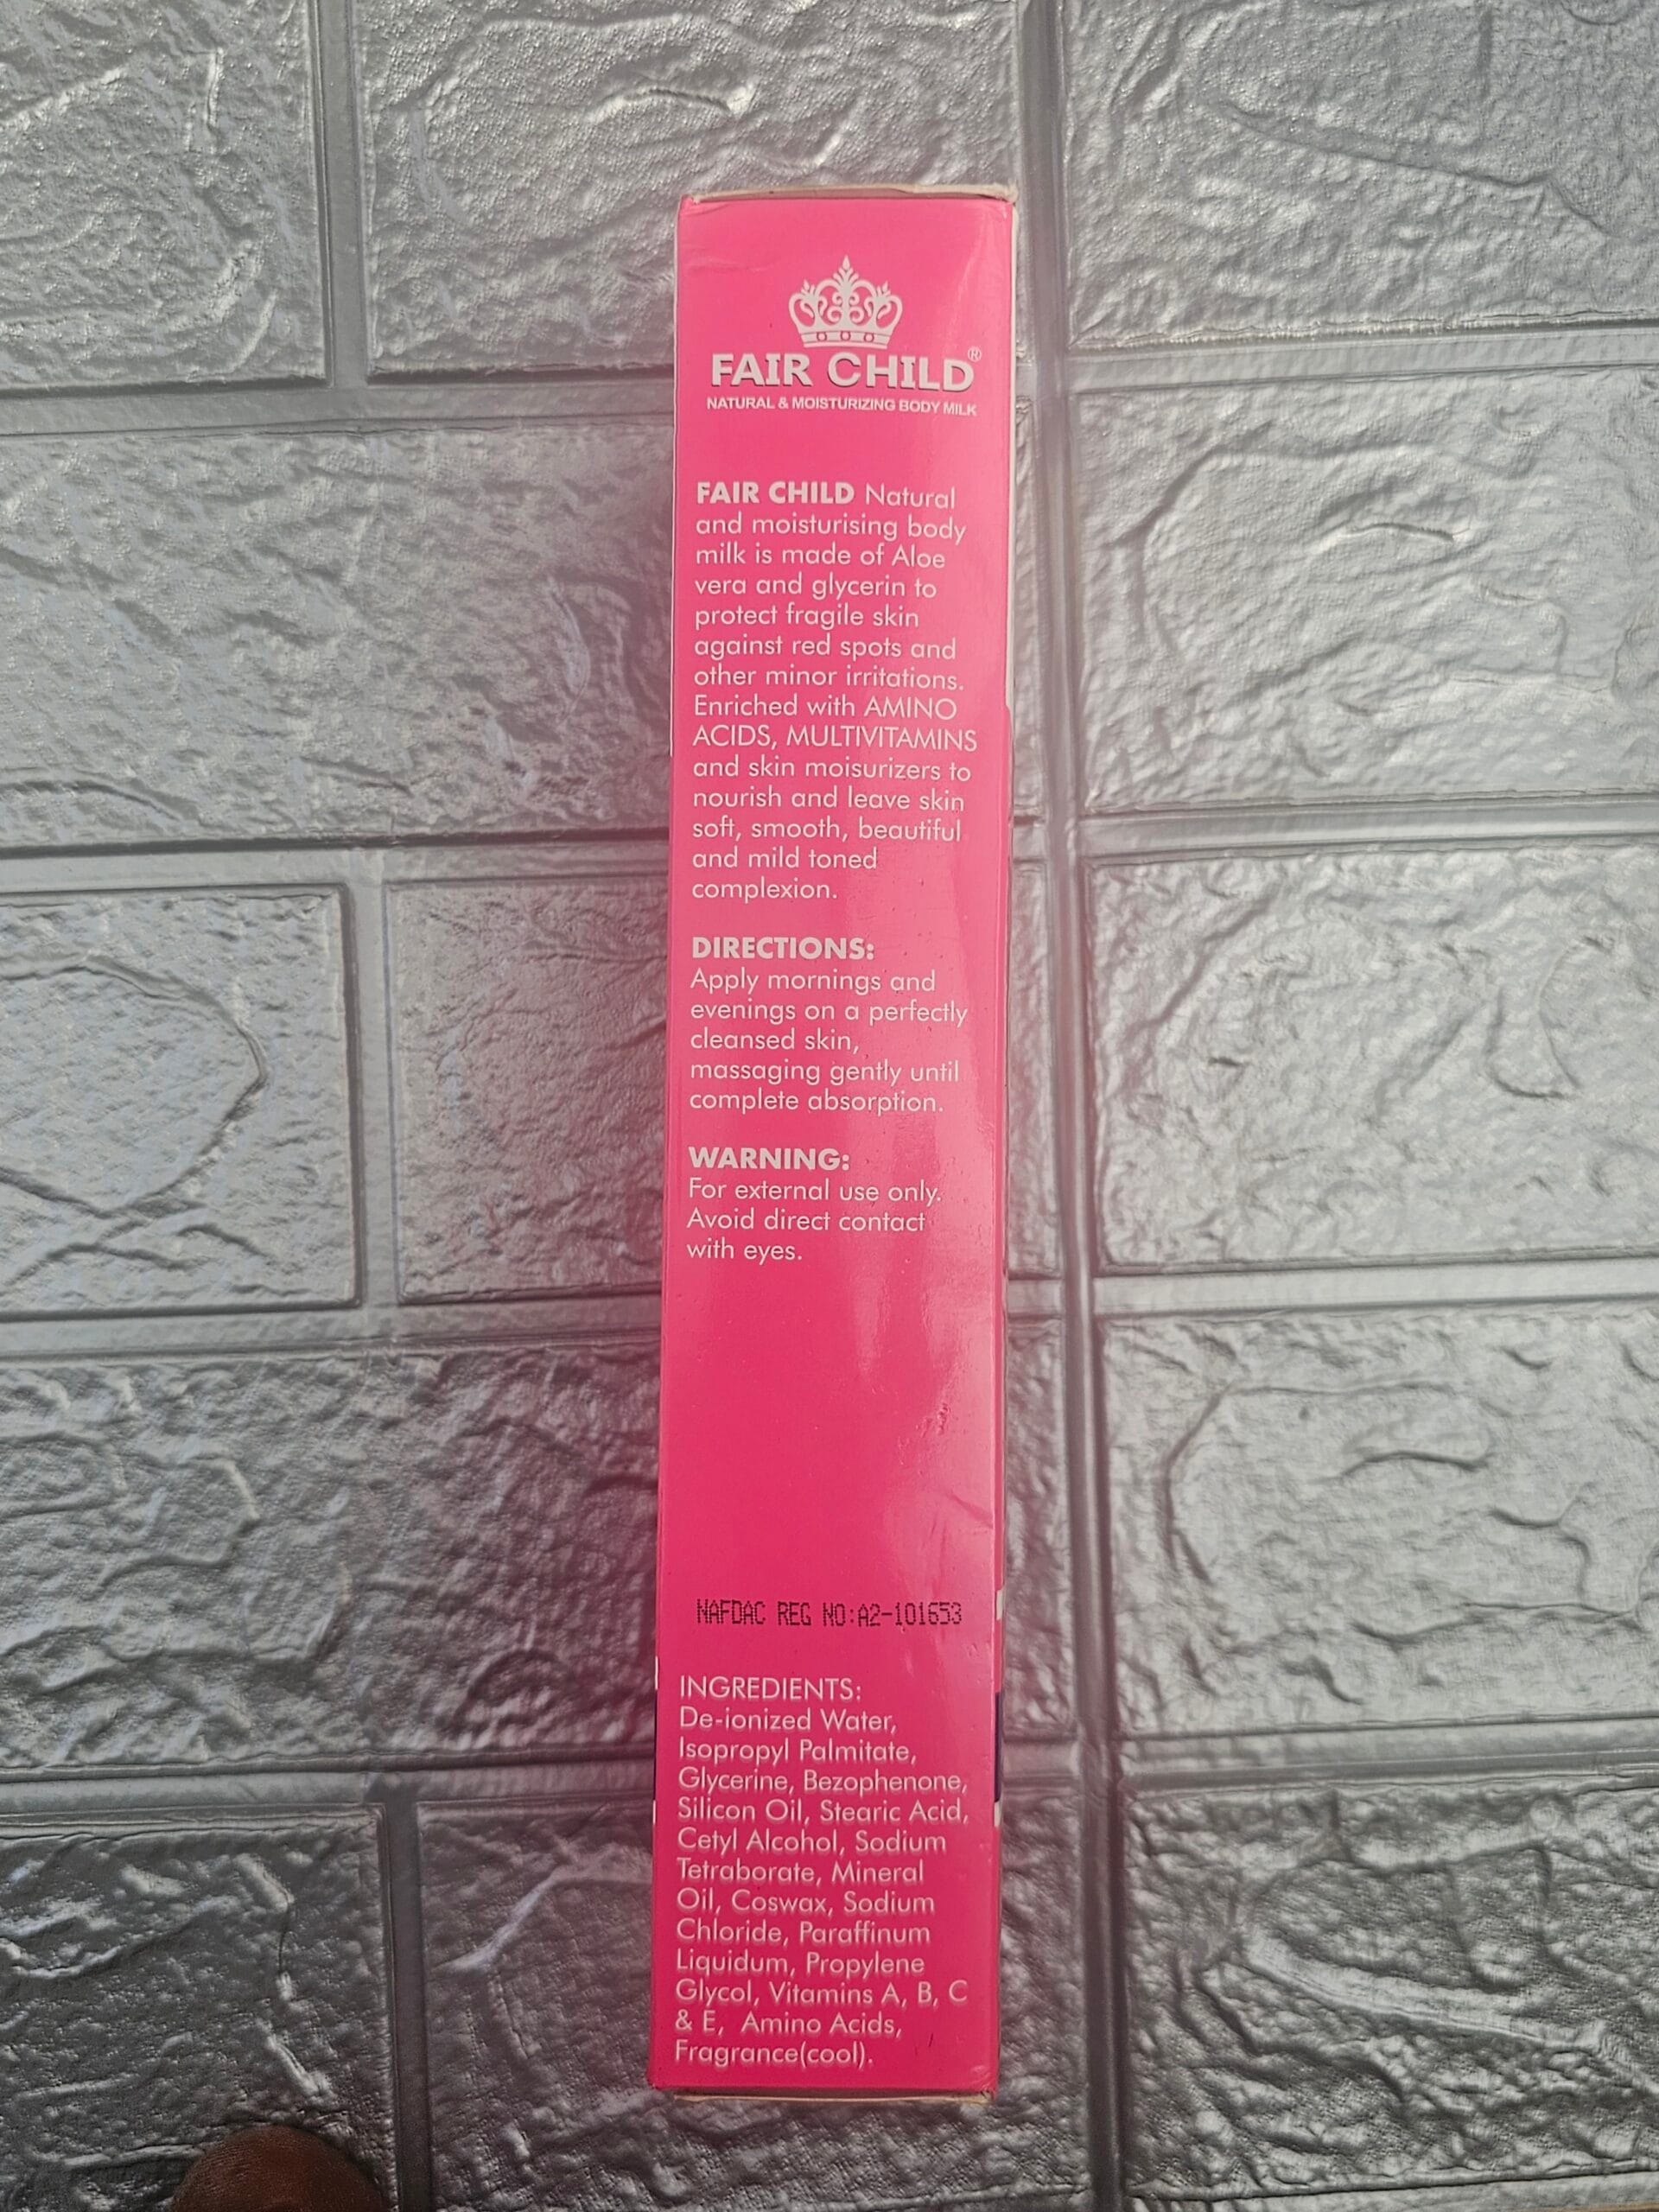 FAIR CHILD®
NATURAL & MOISTURIZING BODY MILK
FAIR CHILD Natural
and moisturising body
milk is made of Aloe
vera and glycerin to
protect fragile skin
against red spots and
other minor irritations.
Enriched with AMINO
ACIDS, MULTIVITAMINS
and skin moisurizers to
nourish and leave skin
soft, smooth, beautiful
and mild toned
complexion.
DIRECTIONS:
Apply mornings and
evenings on a perfectly
cleansed skin,
massaging gently until
complete absorption.
WARNING:
For external use only.
Avoid direct contact
with eyes.
NAFDAC REG NO:A2-101653
INGREDIENTS:
De-ionized Water,
Isopropyl Palmitate,
Glycerine, Bezophenone,
Silicon Oil, Stearic Acid,
Cetyl Alcohol, Sodium
Tetraborate, Mineral
Oil, Coswax, Sodium
Chloride, Paraffinum
Liquidum, Propylene
Glycol, Vitamins A, B, C
& E, Amino Acids,
Fragrance(cool).